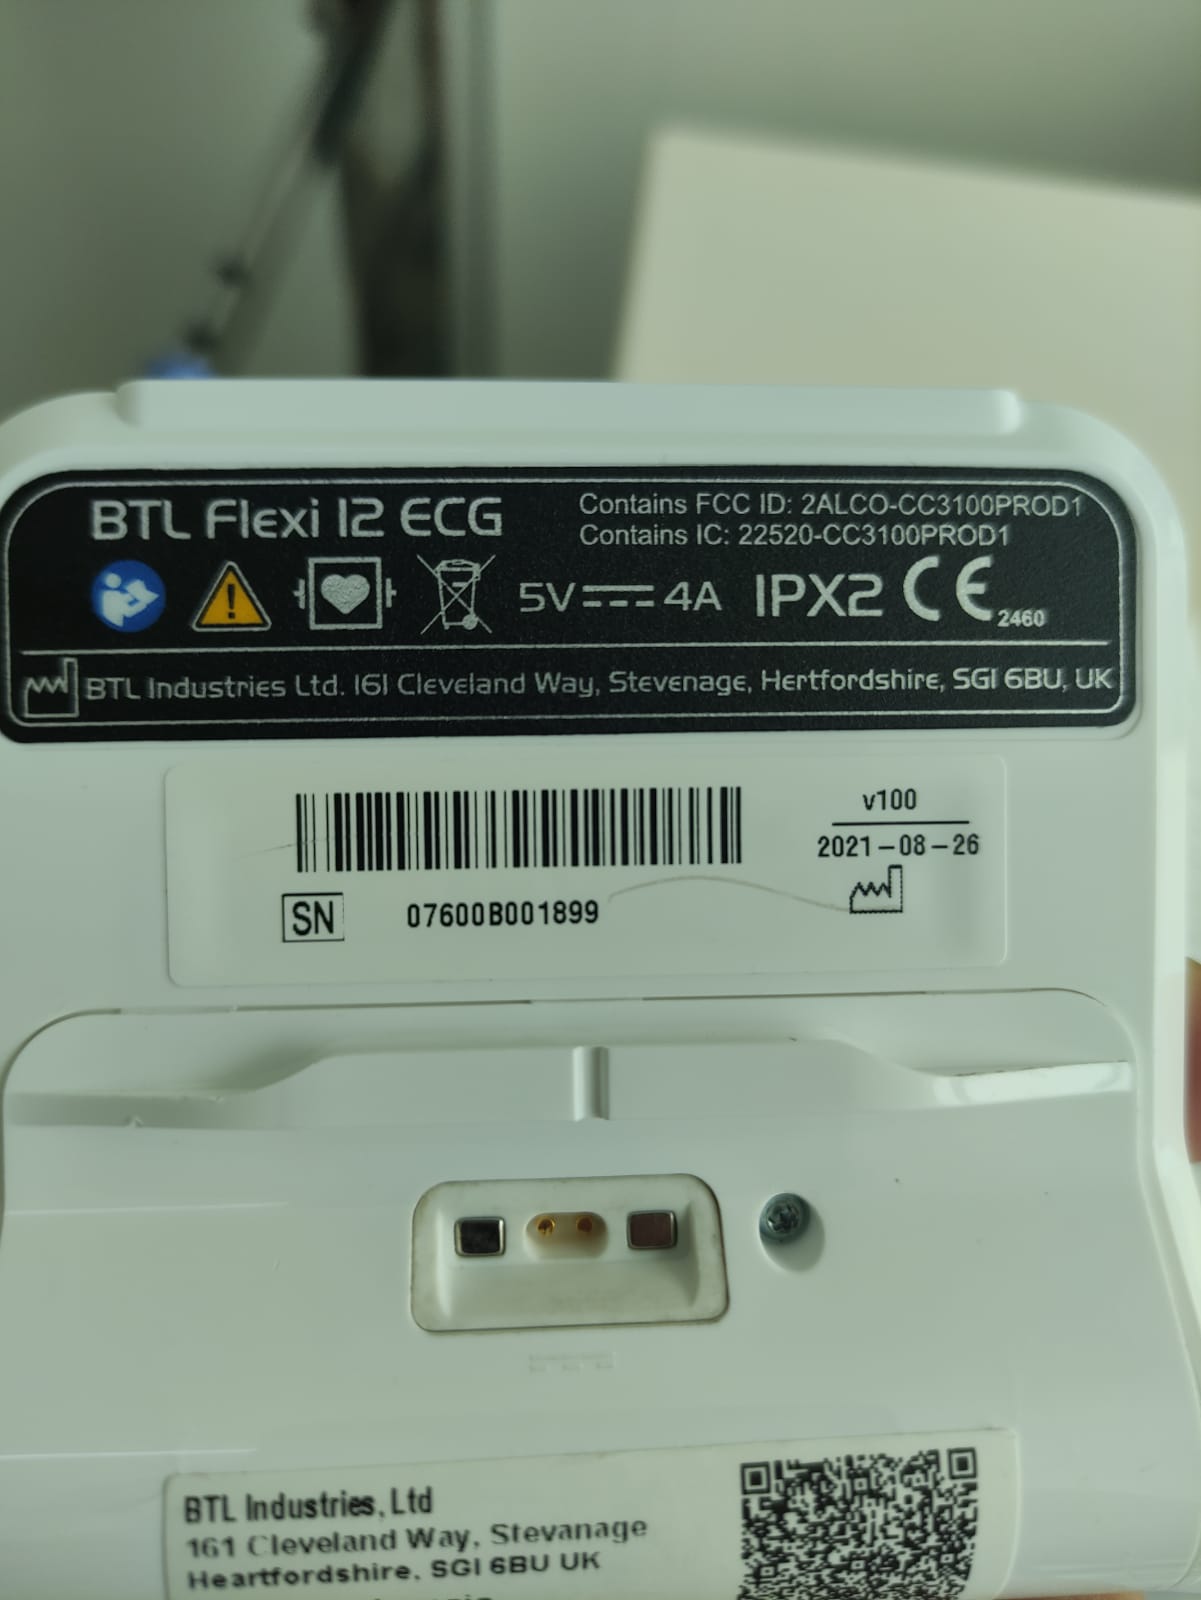 BTL Flexi 12 ECG
Contains FCC ID: 2ALCO-CC3100PROD1
Contains IC: 22520-CC3100PROD1
5V 4A IPX2 CE 2460
BTL Industries Ltd. 161 Cleveland Way, Stevenage, Hertfordshire, SG1 6BU, UK
v100
2021-08-26
SN 07600B001899
BTL Industries, Ltd
161 Cleveland Way, Stevanage
Heartfordshire. SG1 6BU UK